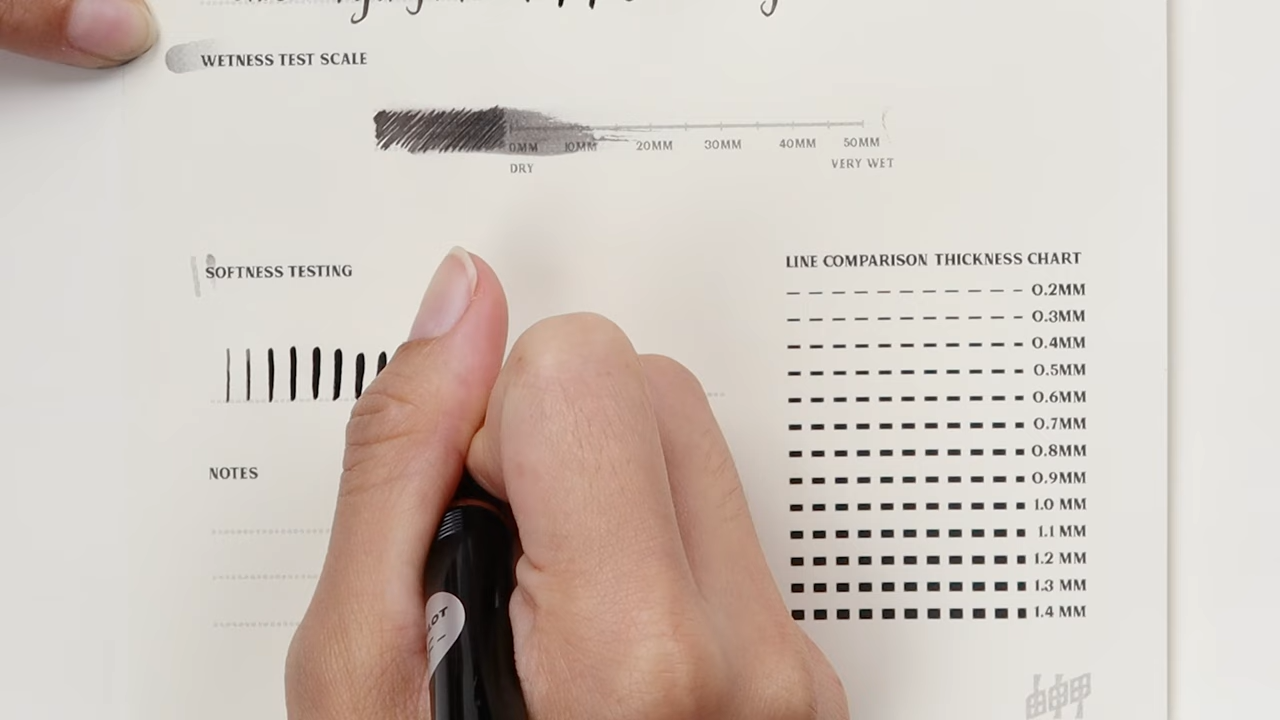 WETNESS TEST SCALE
0MM 10MM 20MM 30MM 40MM 50MM
DRY VERY WET
SOFTNESS TESTING
NOTES
LINE COMPARISON THICKNESS CHART
0.2MM
0.3MM
0.4MM
0.5MM
0.6MM
0.7MM
0.8MM
0.9MM
1.0 MM
1.1 MM
1.2 MM
1.3 MM
1.4 MM